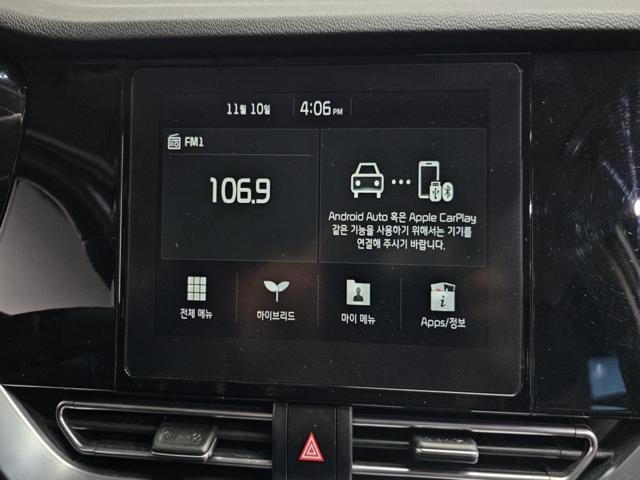 11월 10일 4:06 PM
FM1
106.9
Android Auto 혹은 Apple CarPlay
같은 기능을 사용하기 위해서는 기기를
연결해 주시기 바랍니다.
전체 메뉴 하이브리드 마이 메뉴 Apps/정보